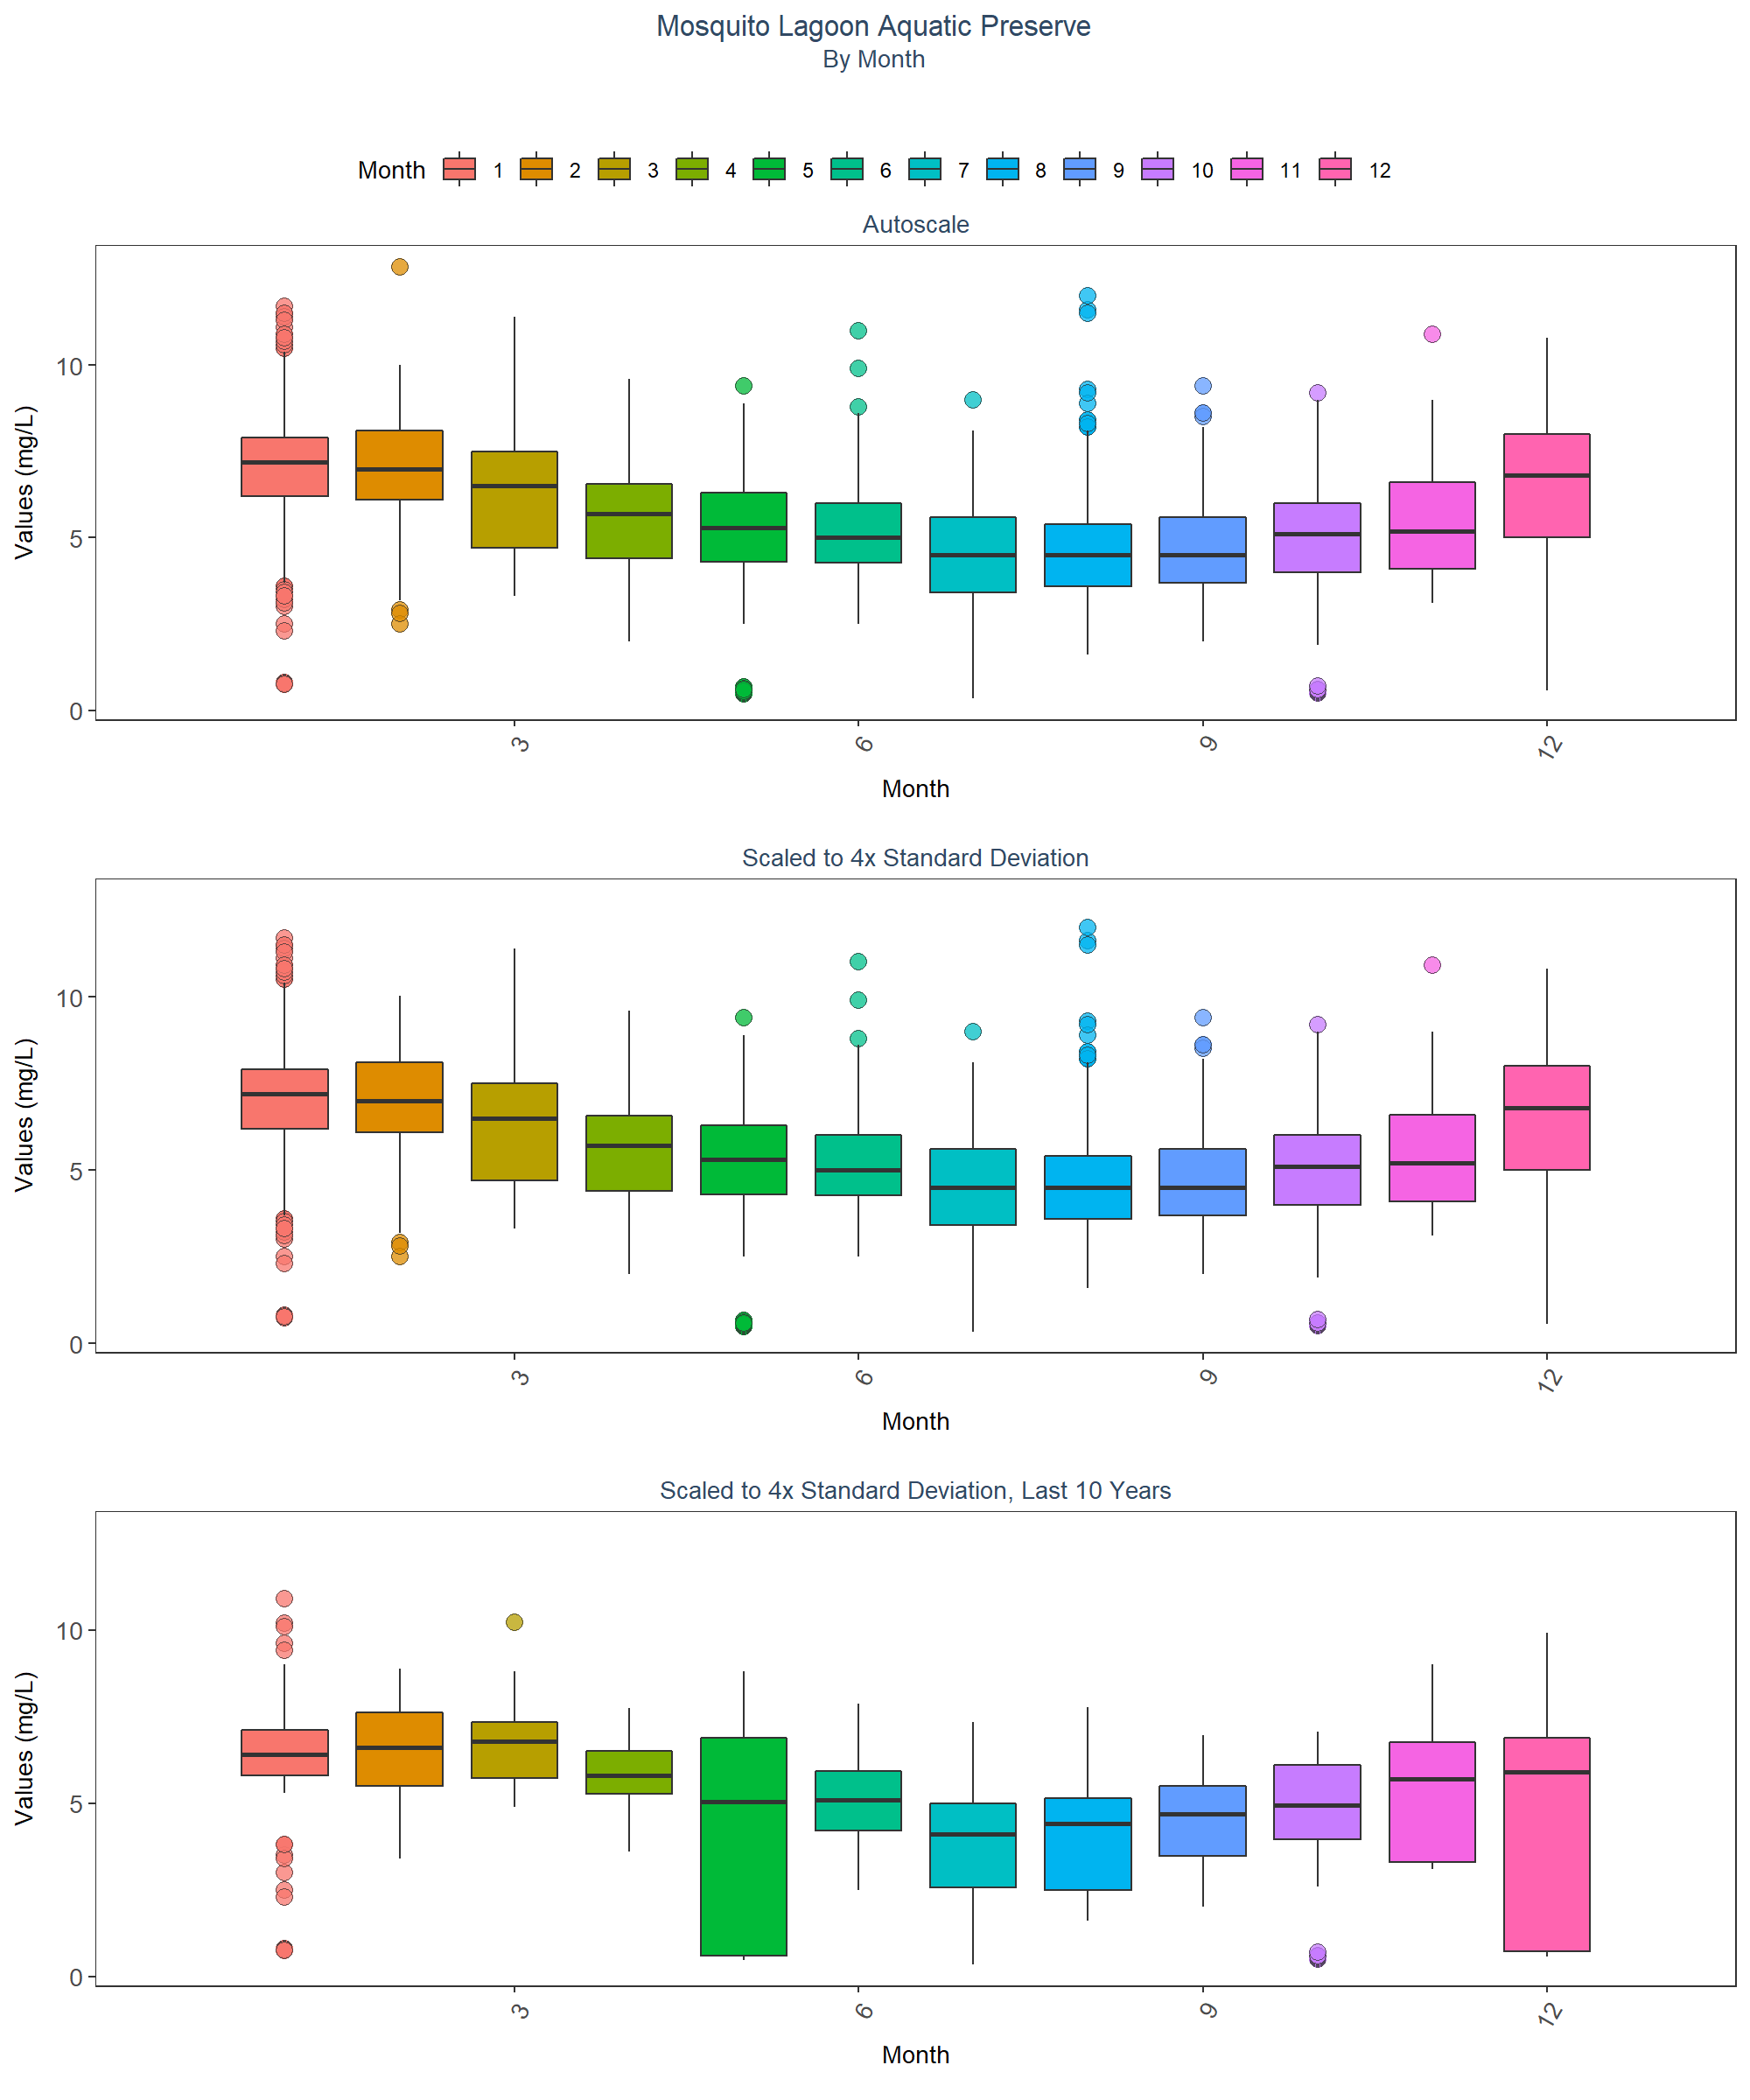 Mosquito Lagoon Aquatic Preserve
By Month
Month 1 2 3 4 5 6 7 8 9 10 11 12
Autoscale
Values (mg/L)
10
5
0
3 6 9 12
Month
Scaled to 4x Standard Deviation
Values (mg/L)
10
5
0
3 6 9 12
Month
Scaled to 4x Standard Deviation, Last 10 Years
Values (mg/L)
10
5
0
3 6 9 12
Month